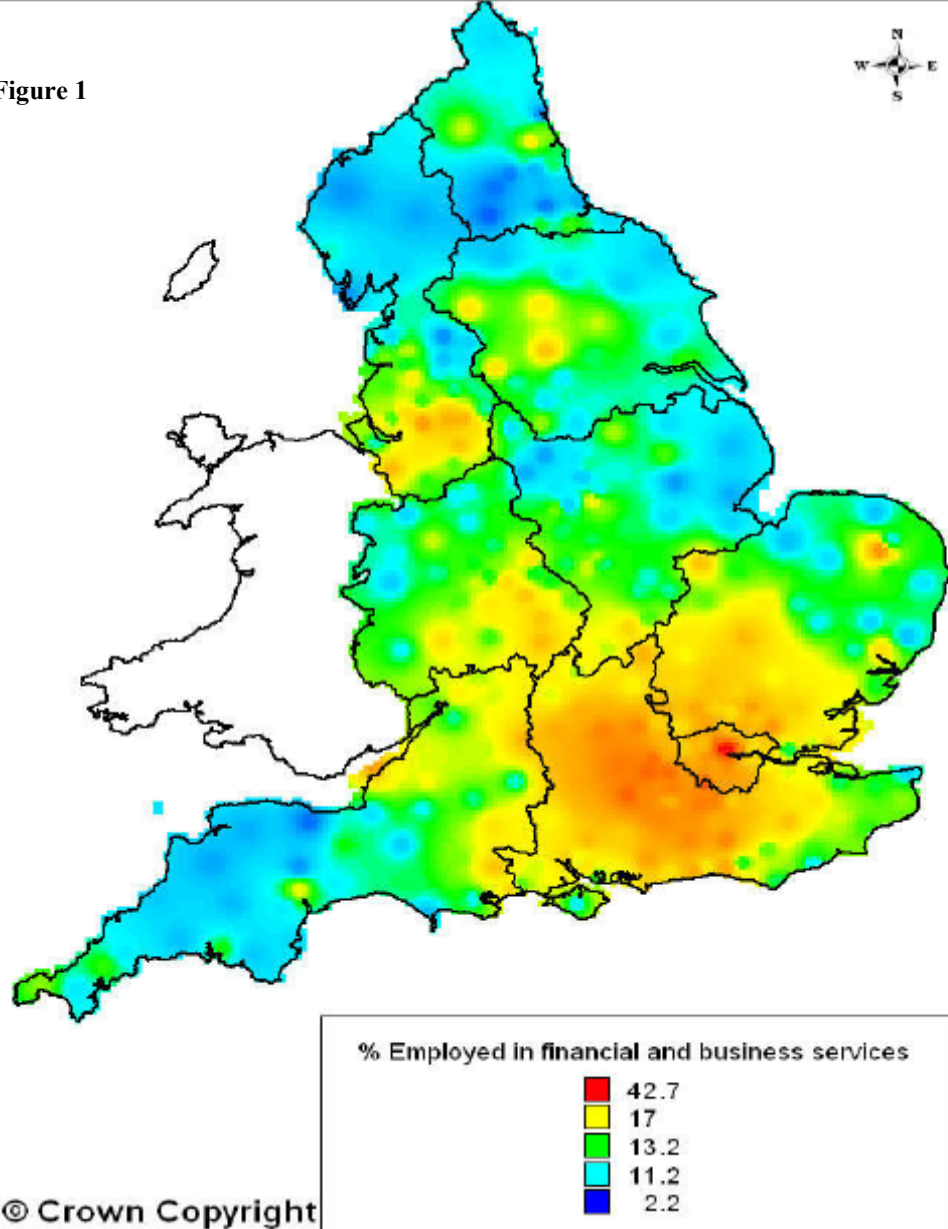 N
W E
S
Figure 1
% Employed in financial and business services
42.7
17
13.2
11.2
2.2
© Crown Copyright